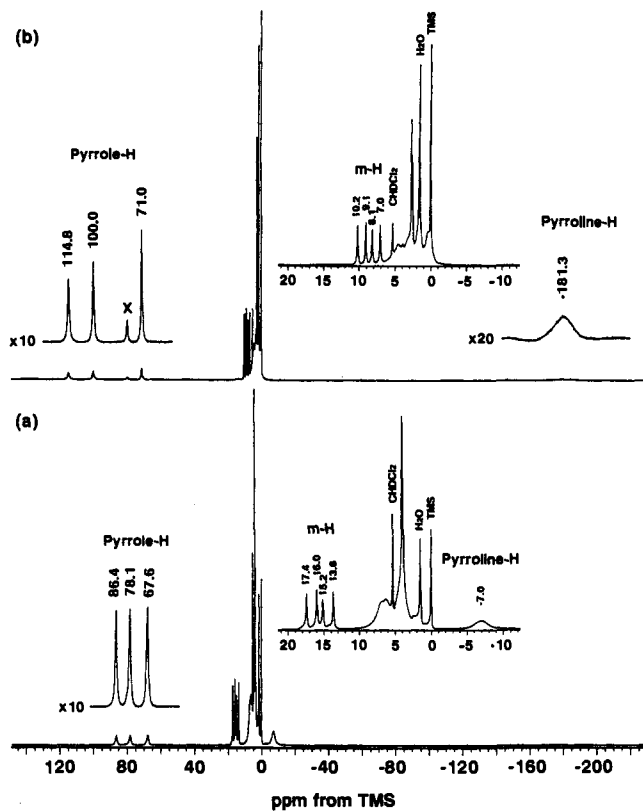 (b)
Pyrrole-H
114.8
100.0
X
71.0
x10
m-H
10.2
9.1
8.1
7.0
CHDCl2
H2O
TMS
20 15 10 5 0 -5 -10
Pyrroline-H
-181.3
x20
(a)
Pyrrole-H
86.4
78.1
67.6
x10
m-H
17.4
16.0
15.2
13.6
CHDCl2
H2O
TMS
Pyrroline-H
-7.0
20 15 10 5 0 -5 -10
120 80 40 0 -40 -80 -120 -160 -200
ppm from TMS